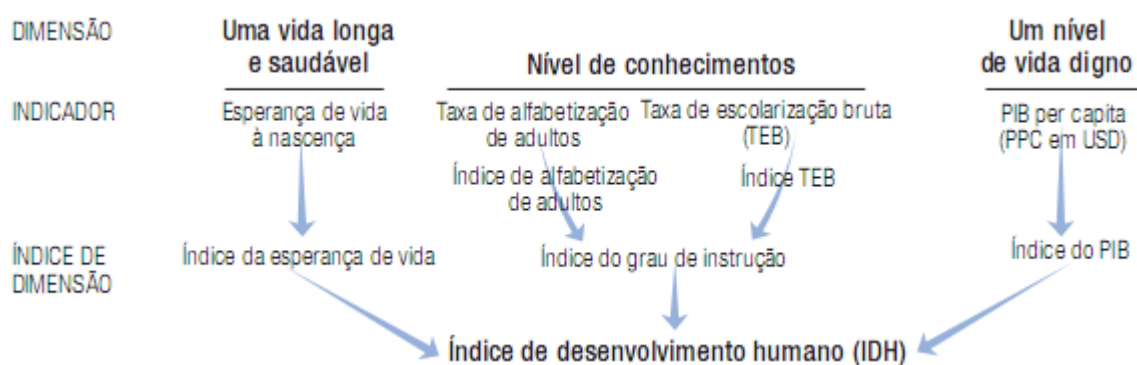 DIMENSÃO
Uma vida longa
e saudável
Nível de conhecimentos
Um nível
de vida digno
INDICADOR
Esperança de vida
à nascença
Taxa de alfabetização
de adultos
Taxa de escolarização bruta
(TEB)
PIB per capita
(PPC em USD)
Índice de alfabetização
de adultos
Índice TEB
ÍNDICE DE
DIMENSÃO
Índice da esperança de vida
Índice do grau de instrução
Índice do PIB
Índice de desenvolvimento humano (IDH)